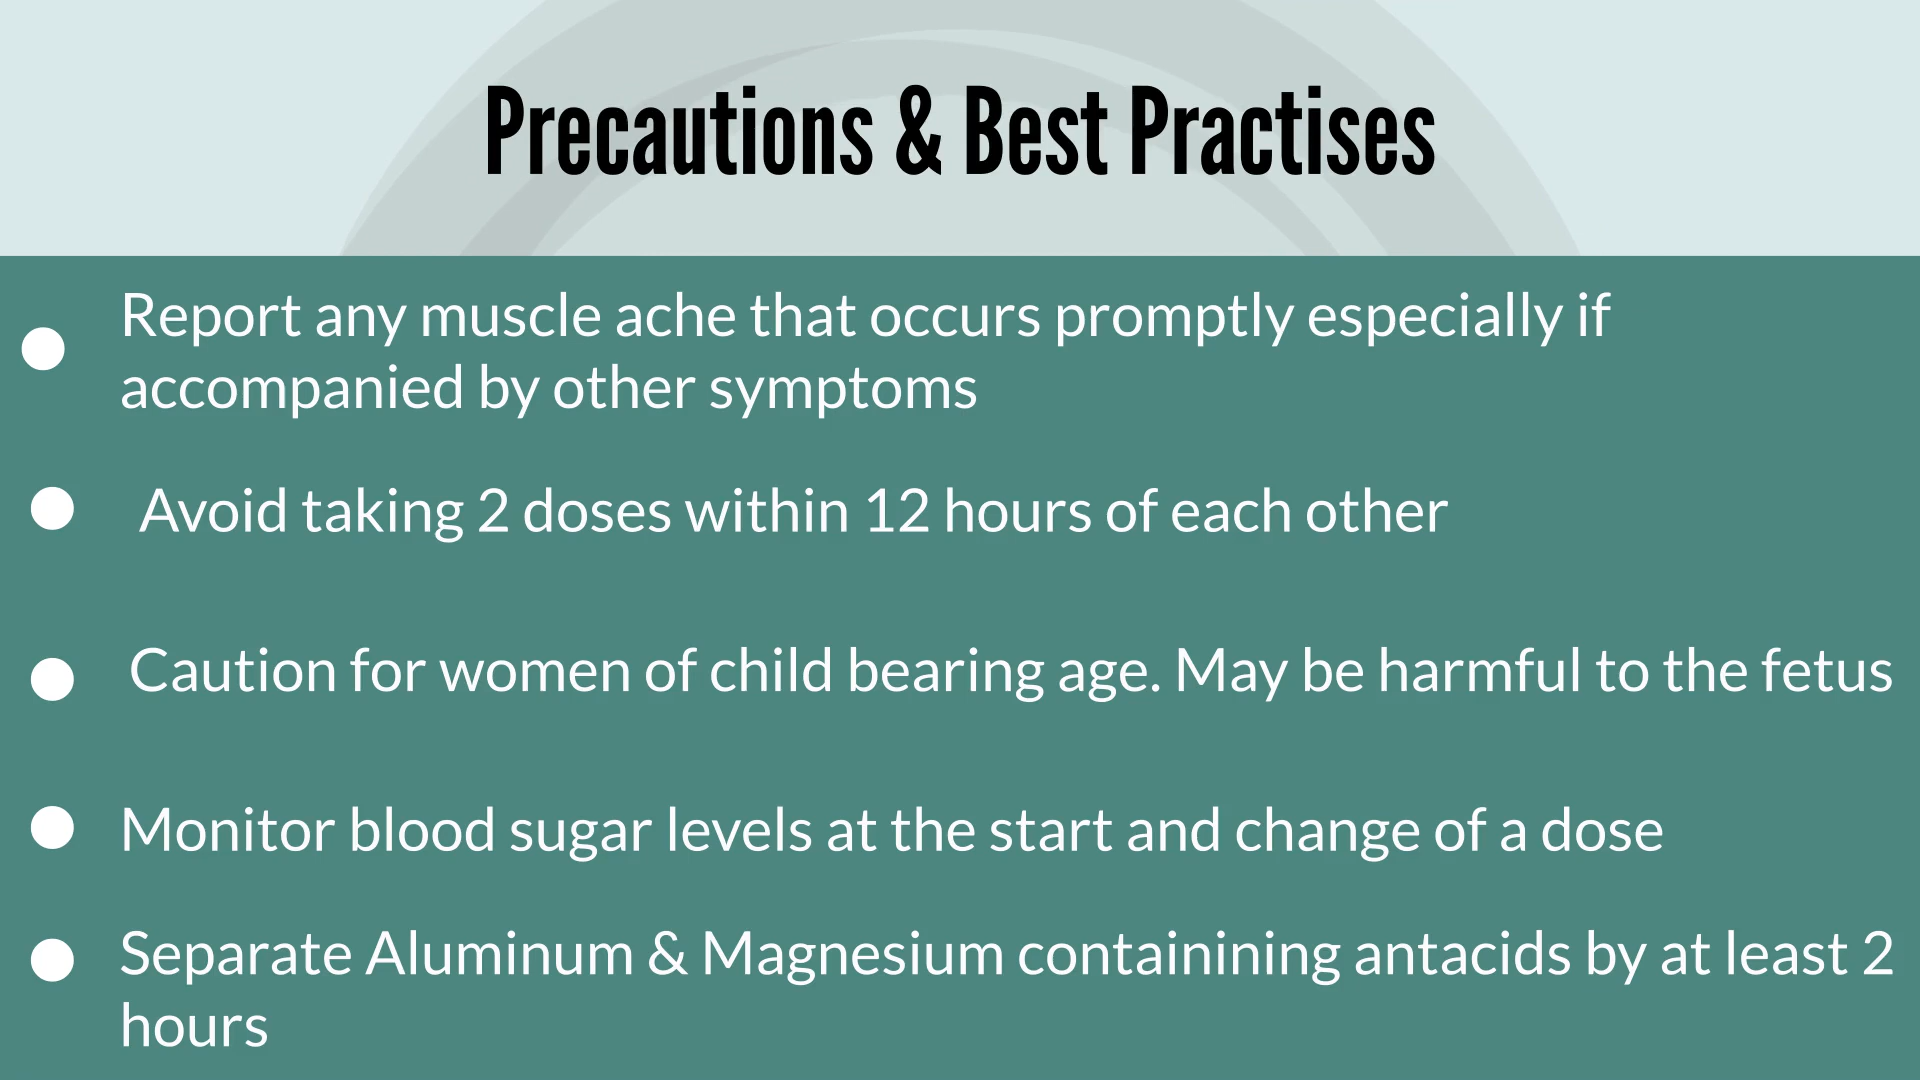 Precautions & Best Practises
Report any muscle ache that occurs promptly especially if
accompanied by other symptoms
Avoid taking 2 doses within 12 hours of each other
Caution for women of child bearing age. May be harmful to the fetus
Monitor blood sugar levels at the start and change of a dose
Separate Aluminum & Magnesium containining antacids by at least 2
hours